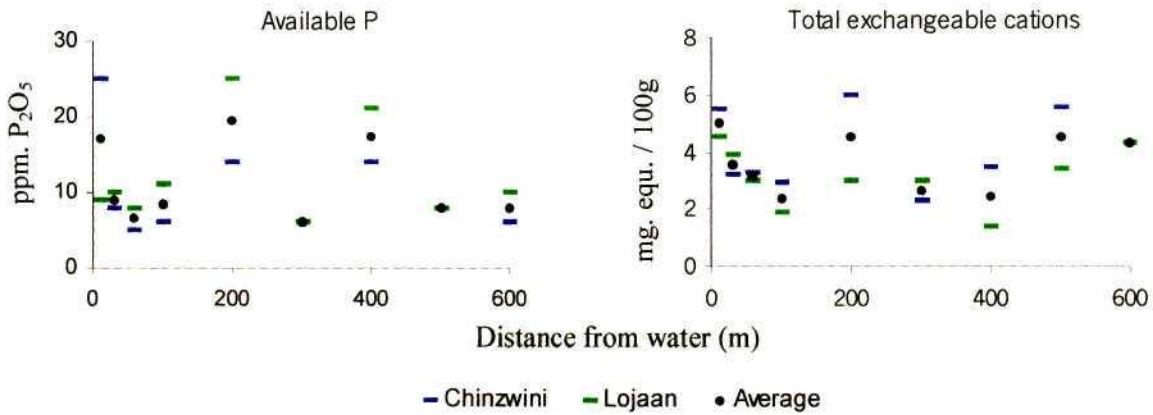 Available P
30
20
10
0
ppm. P₂O₅
0 200 400 600
Total exchangeable cations
8
6
4
2
0
mg. equ. / 100g
0 200 400 600
Distance from water (m)
Chinzwini Lojaan Average